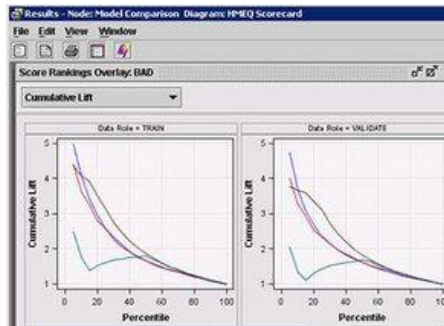 Results - Node: Model Comparison Diagram: HMEQ Scorecard
File Edit View Window
Score Rankings Overlay: BAD
Cumulative Lift
Data Role = TRAIN
Data Role = VALIDATE
Cumulative Lift
5
4
3
2
1
0 20 40 60 80 100
Percentile
Cumulative Lift
5
4
3
2
1
0 20 40 60 80 100
Percentile